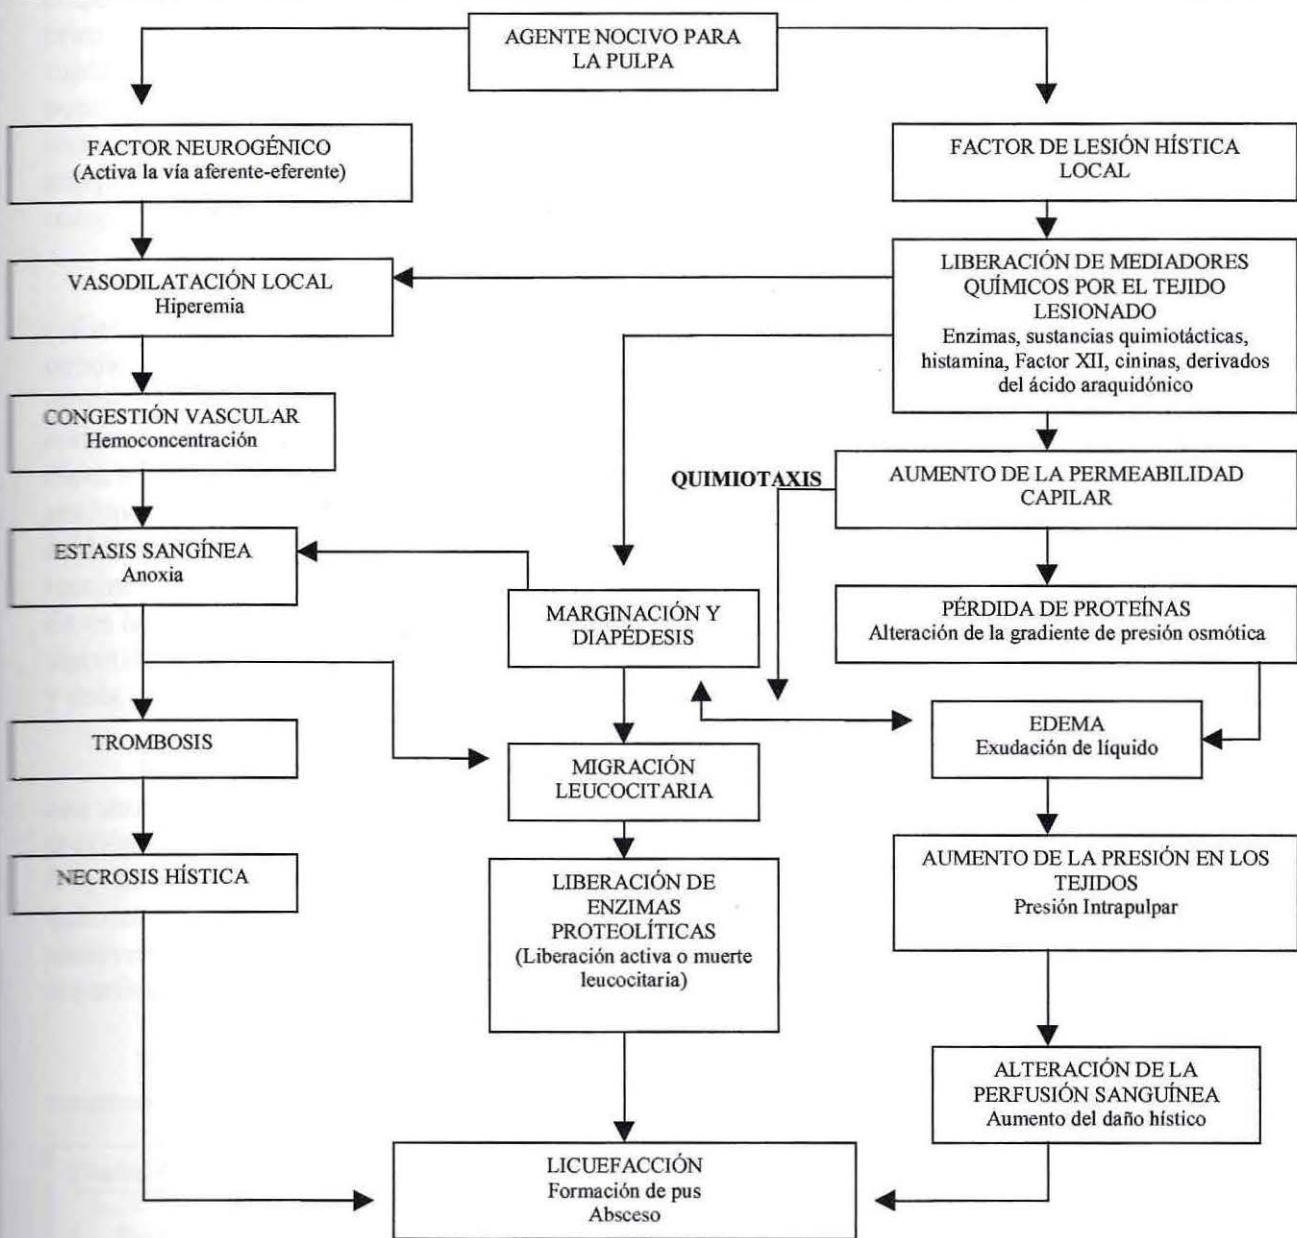 AGENTE NOCIVO PARA
LA PULPA
FACTOR NEUROGÉNICO
(Activa la vía aferente-eferente)
FACTOR DE LESIÓN HÍSTICA
LOCAL
VASODILATACIÓN LOCAL
Hiperemia
LIBERACIÓN DE MEDIADORES
QUÍMICOS POR EL TEJIDO
LESIONADO
Enzimas, sustancias quimiotácticas,
histamina, Factor XII, cininas, derivados
del ácido araquidónico
CONGESTIÓN VASCULAR
Hemoconcentración
QUIMIOTAXIS
AUMENTO DE LA PERMEABILIDAD
CAPILAR
ESTASIS SANGÍNEA
Anoxia
MARGINACIÓN Y
DIAPÉDESIS
PÉRDIDA DE PROTEÍNAS
Alteración de la gradiente de presión osmótica
TROMBOSIS
MIGRACIÓN
LEUCOCITARIA
EDEMA
Exudación de líquido
NECROSIS HÍSTICA
LIBERACIÓN DE
ENZIMAS
PROTEOLÍTICAS
(Liberación activa o muerte
leucocitaria)
AUMENTO DE LA PRESIÓN EN LOS
TEJIDOS
Presión Intrapulpar
ALTERACIÓN DE LA
PERFUSIÓN SANGUÍNEA
Aumento del daño hístico
LICUEFACCIÓN
Formación de pus
Absceso